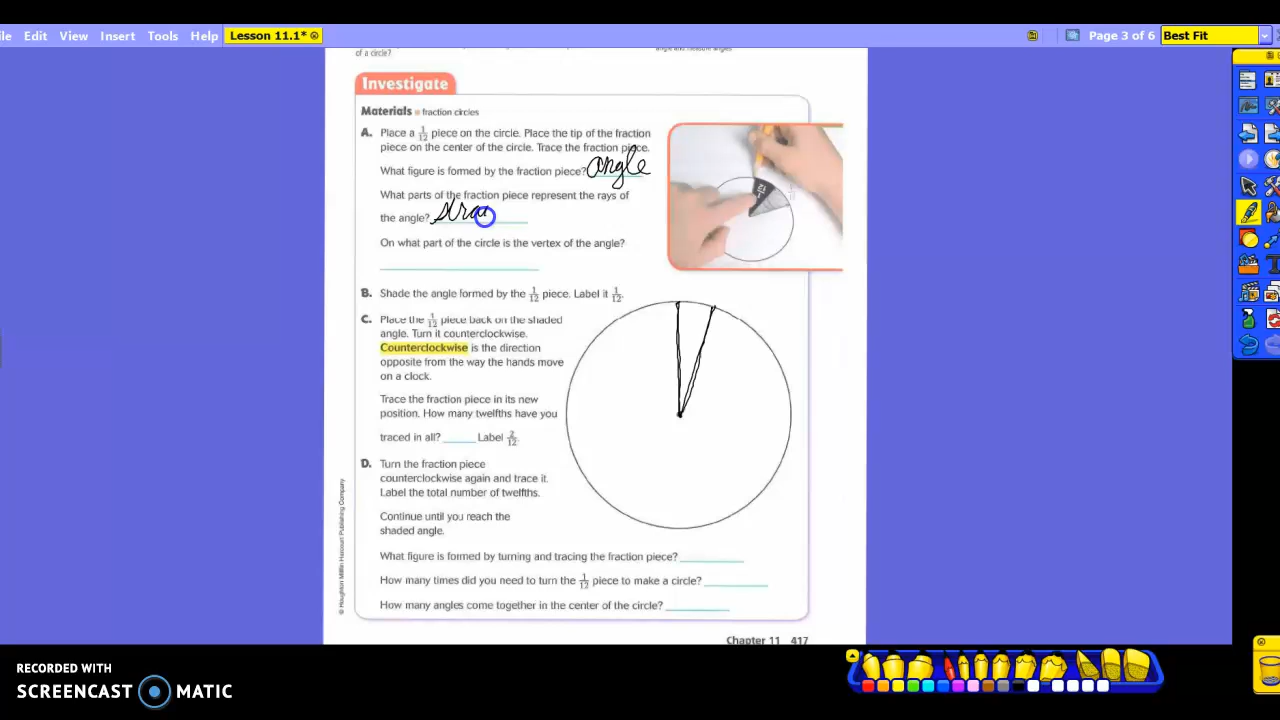 Edit View Insert Tools Help Lesson 11.1* Page 3 of 6 Best Fit
of a circle?
Investigate
Materials ■ fraction circles
A. Place a 1/12 piece on the circle. Place the tip of the fraction
piece on the center of the circle. Trace the fraction piece.
What figure is formed by the fraction piece? angle
What parts of the fraction piece represent the rays of
the angle? strai
On what part of the circle is the vertex of the angle?
B. Shade the angle formed by the 1/12 piece. Label it 1/12.
C. Place the 1/12 piece back on the shaded
angle. Turn it counterclockwise.
Counterclockwise is the direction
opposite from the way the hands move
on a clock.
Trace the fraction piece in its new
position. How many twelfths have you
traced in all? Label 2/12.
D. Turn the fraction piece
counterclockwise again and trace it.
Label the total number of twelfths.
Continue until you reach the
shaded angle.
What figure is formed by turning and tracing the fraction piece?
How many times did you need to turn the 1/12 piece to make a circle?
How many angles come together in the center of the circle?
© Houghton Mifflin Harcourt Publishing Company
Chapter 11 417
RECORDED WITH
SCREENCAST MATIC